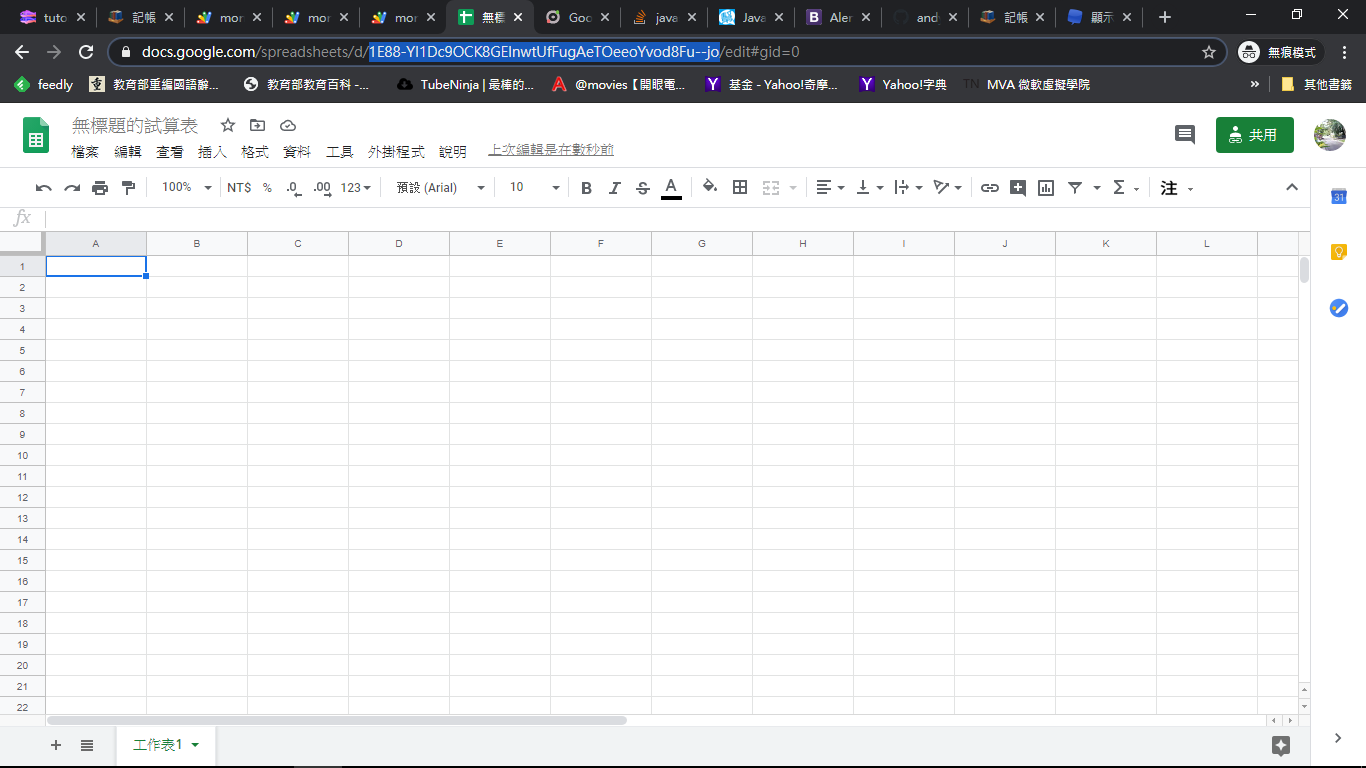 tuto 記帳 mor mor mor 無標 Goo java Java Aler andy 記帳 顯示
docs.google.com/spreadsheets/d/1E88-YI1Dc9OCK8GEInwtUfFugAeTOeeoYvod8Fu--jo/edit#gid=0 無痕模式
feedly 教育部重編國語辭... 教育部教育百科 -... TubeNinja | 最棒的... @movies【開眼電... 基金 - Yahoo!奇摩... Yahoo!字典 TN MVA 微軟虛擬學院 » 其他書籤
無標題的試算表 共用
檔案 編輯 查看 插入 格式 資料 工具 外掛程式 說明 上次編輯是在數秒前
100% NT$ % .0 .00 123 預設 (Arial) 10 B I S A Σ 注 31
fx
A B C D E F G H I J K L
1
2
3
4
5
6
7
8
9
10
11
12
13
14
15
16
17
18
19
20
21
22
工作表1